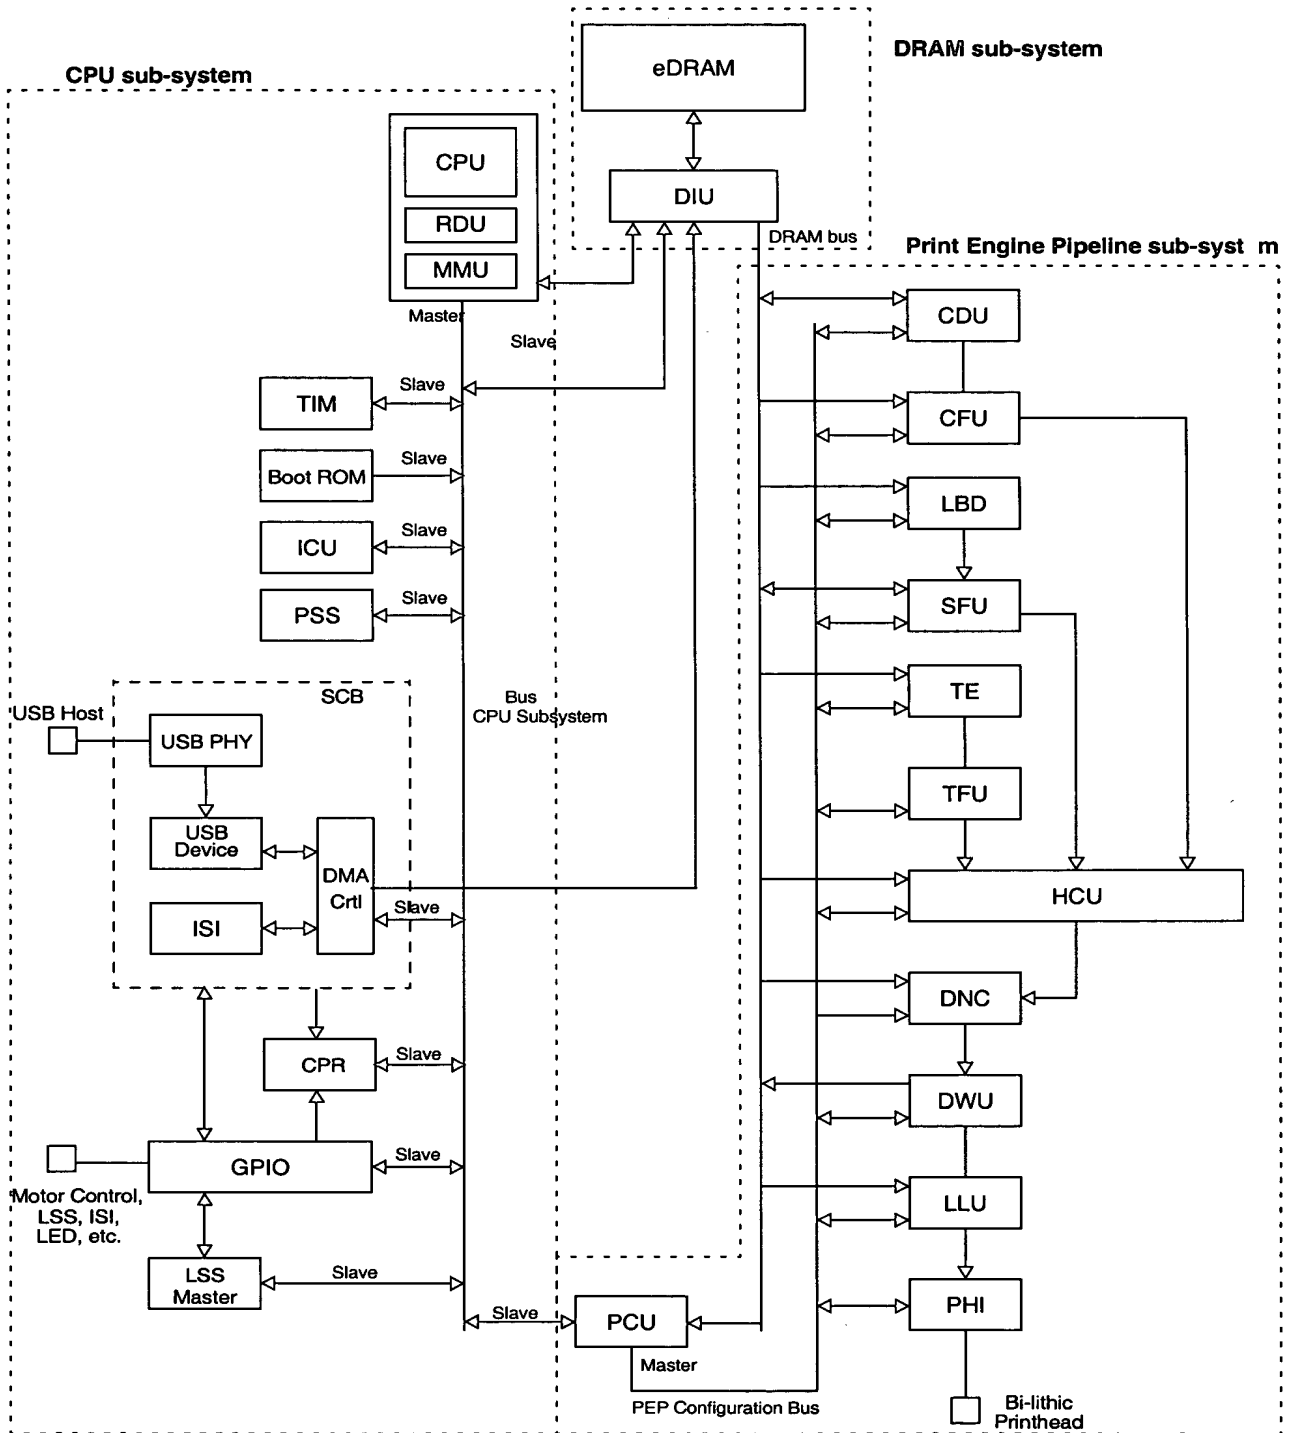 DRAM sub-system
CPU sub-system
eDRAM
CPU
RDU
MMU
DIU
DRAM bus
Print Engine Pipeline sub-syst m
Master
Slave
CDU
Slave
TIM
CFU
Slave
Boot ROM
LBD
Slave
ICU
Slave
PSS
SFU
SCB
Bus
CPU Subsystem
TE
USB Host
USB PHY
TFU
USB
Device
DMA
Crtl
Slave
HCU
ISI
DNC
Slave
CPR
DWU
Slave
GPIO
Motor Control,
LSS, ISI,
LED, etc.
LLU
LSS
Master
Slave
Slave
PCU
PHI
Master
PEP Configuration Bus
Bi-lithic
Printhead